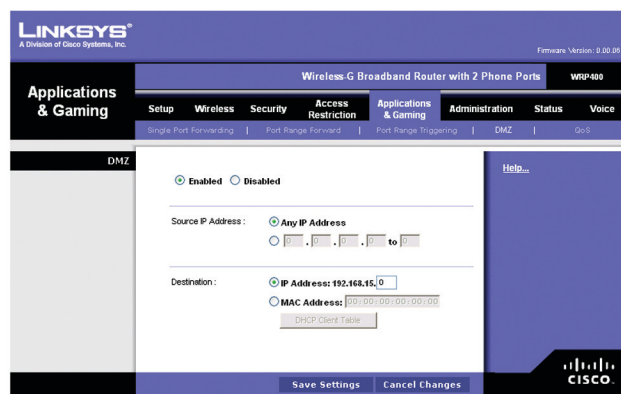 LINKSYS®
A Division of Cisco Systems, Inc.
Firmware Version: 0.00.06
Applications & Gaming
Wireless-G Broadband Router with 2 Phone Ports WRP400
Setup Wireless Security Access Restriction Applications & Gaming Administration Status Voice
Single Port Forwarding | Port Range Forward | Port Range Triggering | DMZ | QoS
DMZ
Enabled Disabled
Help...
Source IP Address : Any IP Address
0 . 0 . 0 . 0 to 0
Destination : IP Address: 192.168.15. 0
MAC Address: 00:00:00:00:00:00
DHCP Client Table
Save Settings Cancel Changes
CISCO.